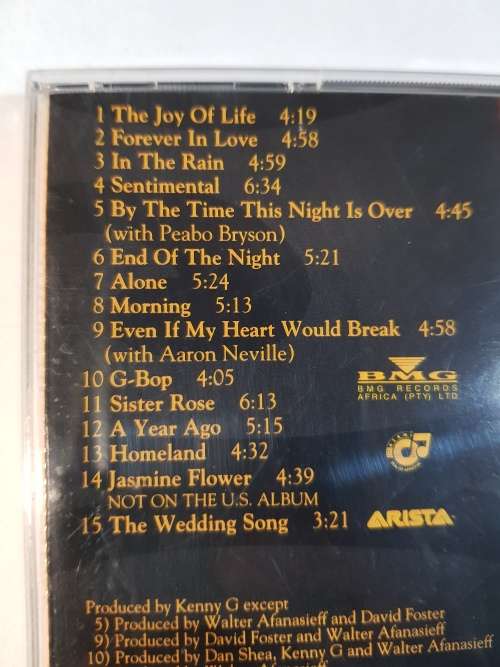 1 The Joy Of Life 4:19
2 Forever In Love 4:58
3 In The Rain 4:59
4 Sentimental 6:34
5 By The Time This Night Is Over 4:45
(with Peabo Bryson)
6 End Of The Night 5:21
7 Alone 5:24
8 Morning 5:13
9 Even If My Heart Would Break 4:58
(with Aaron Neville)
10 G-Bop 4:05
BMG
BMG RECORDS
AFRICA (PTY) LTD
11 Sister Rose 6:13
12 A Year Ago 5:15
13 Homeland 4:32
14 Jasmine Flower 4:39
NOT ON THE U.S. ALBUM
15 The Wedding Song 3:21
ARISTA
Produced by Kenny G except
5) Produced by Walter Afanasieff and David Foster
9) Produced by David Foster and Walter Afanasieff
10) Produced by Dan Shea, Kenny G and Walter Afanasieff